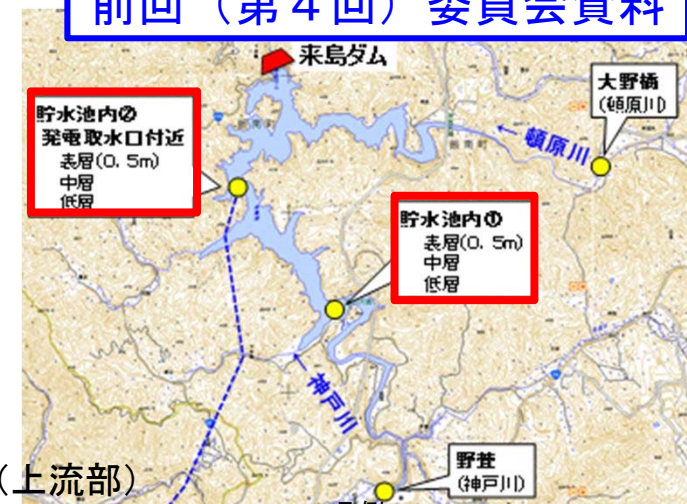 前回（第４回）委員会資料
来島ダム
大野橋
(頓原川)
貯水池内②
発電取水口付近
表層(0. 5m)
中層
低層
← 頓原川
貯水池内①
表層(0. 5m)
中層
低層
← 神戸川
野萱
(神戸川)
(上流部)